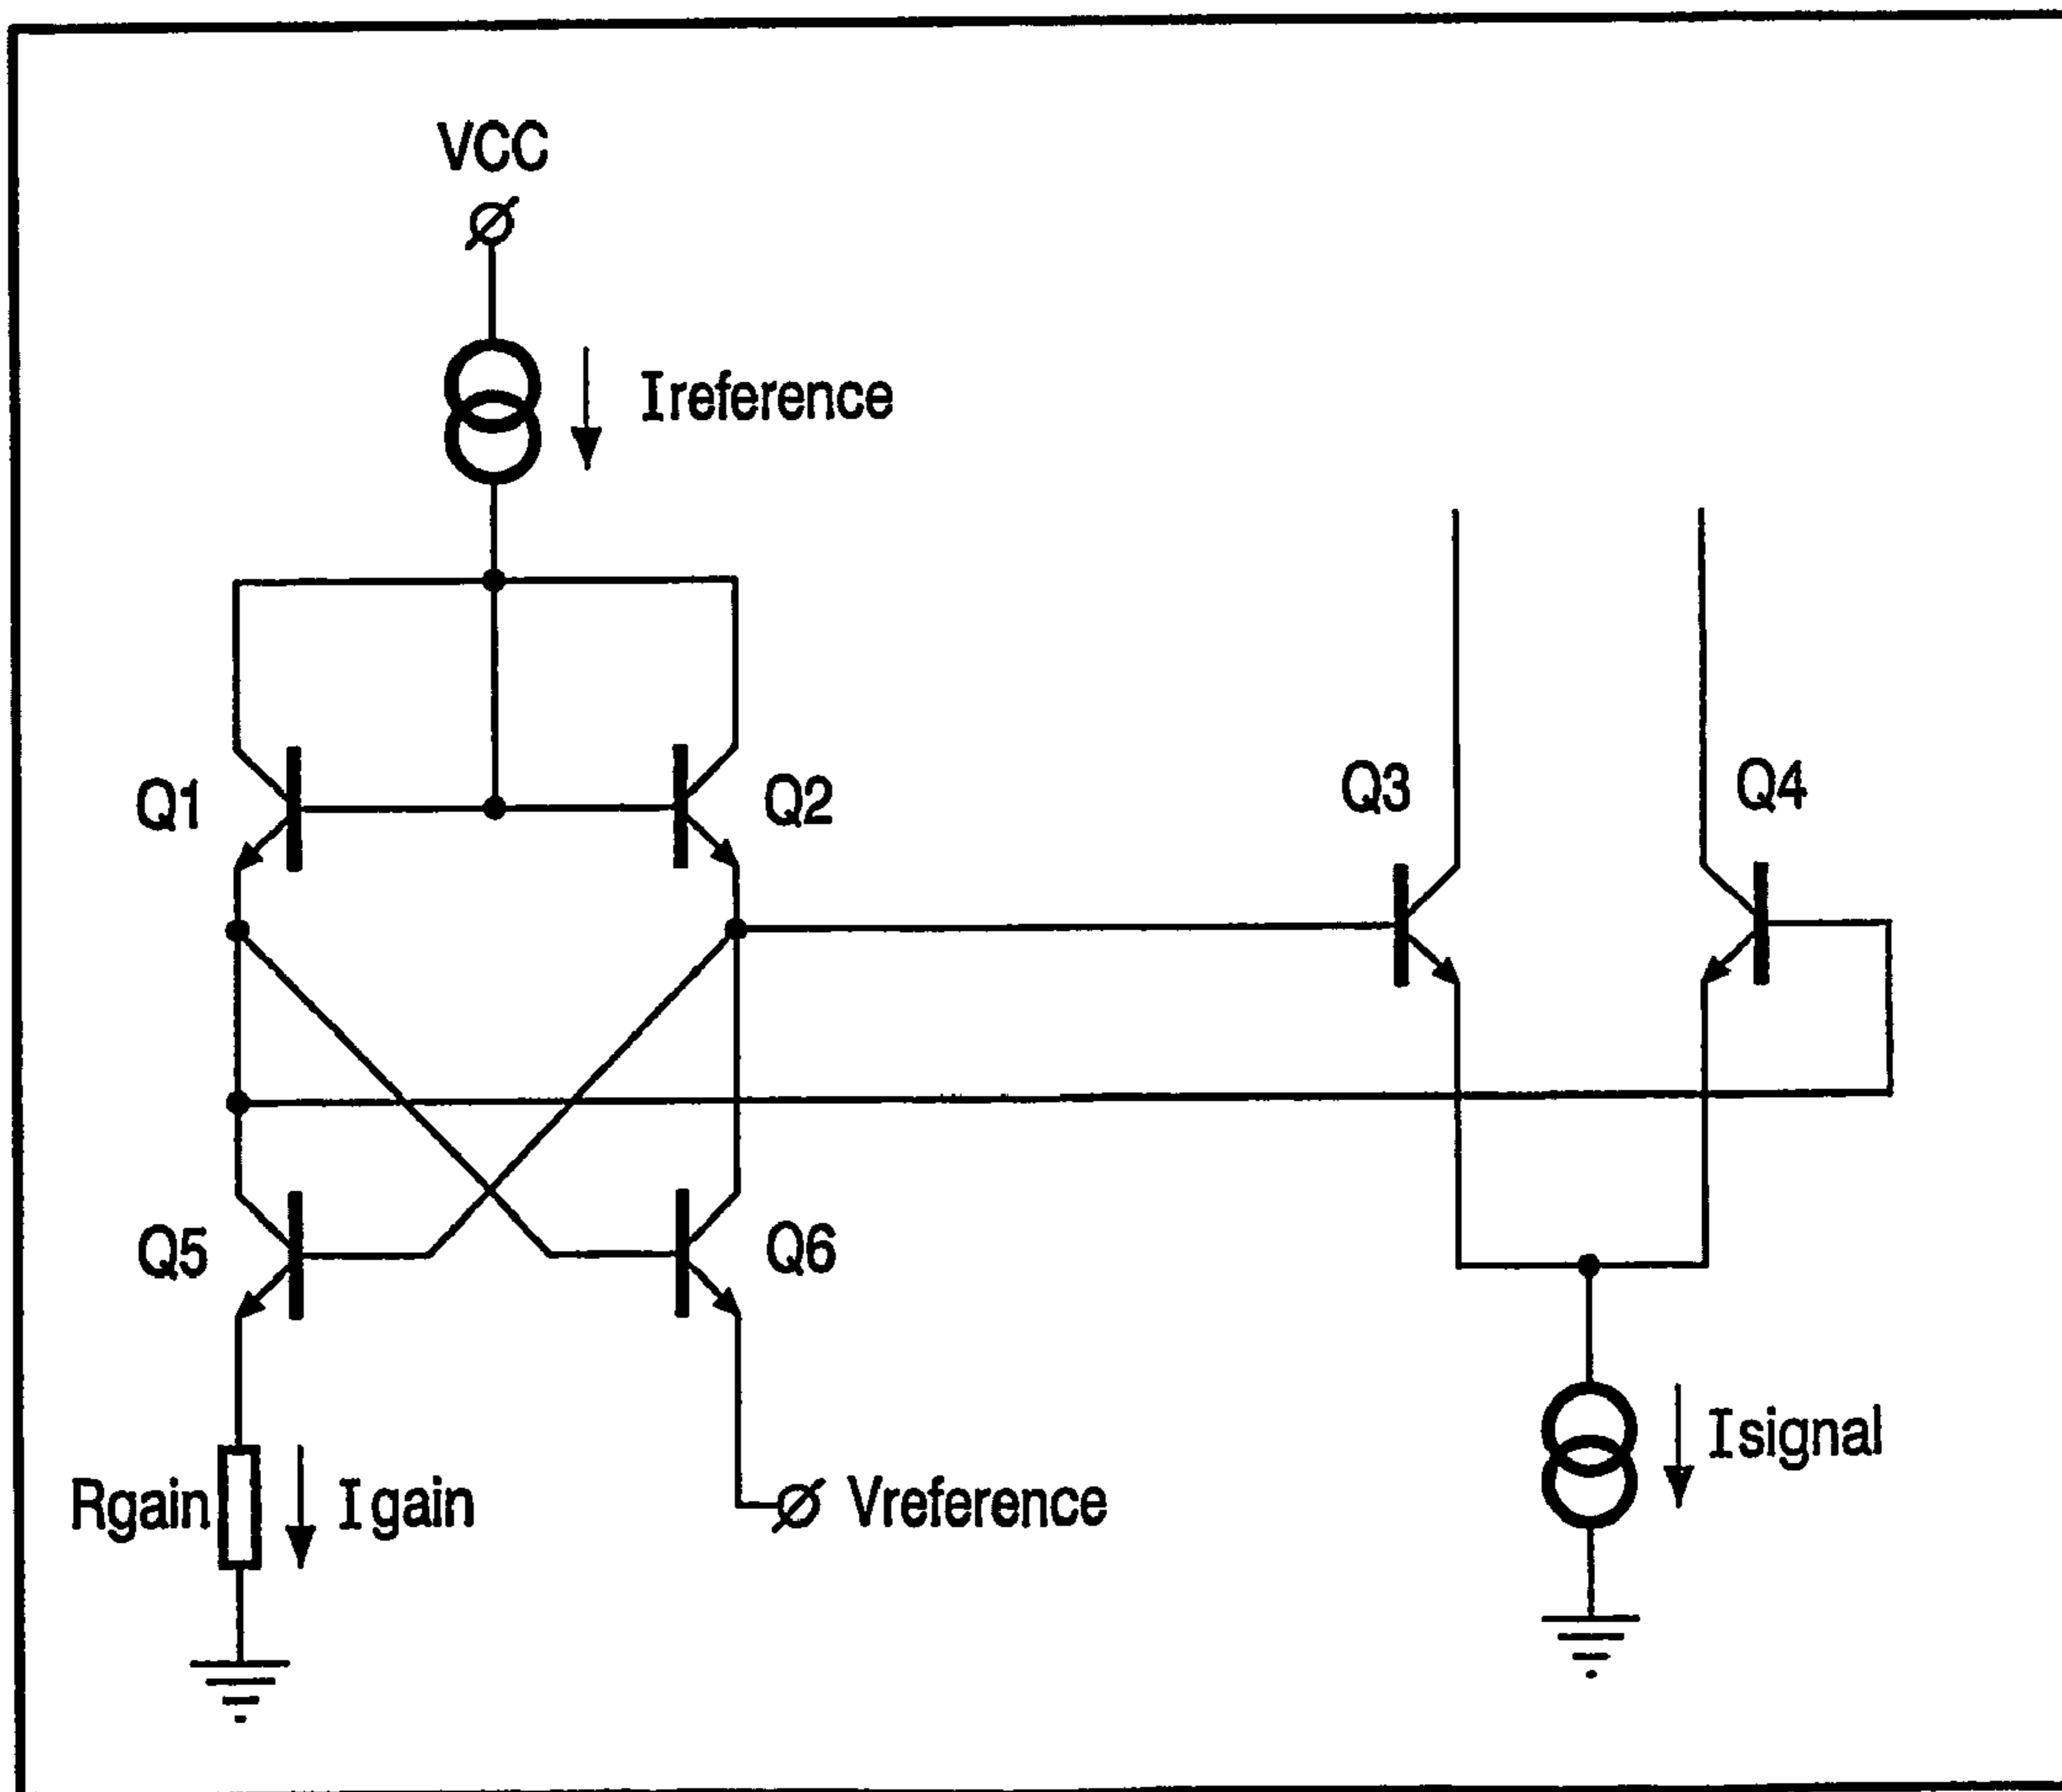 VCC
Ireference
Q1
Q2
Q3
Q4
Q5
Q6
Rgain
Igain
Vreference
Isignal